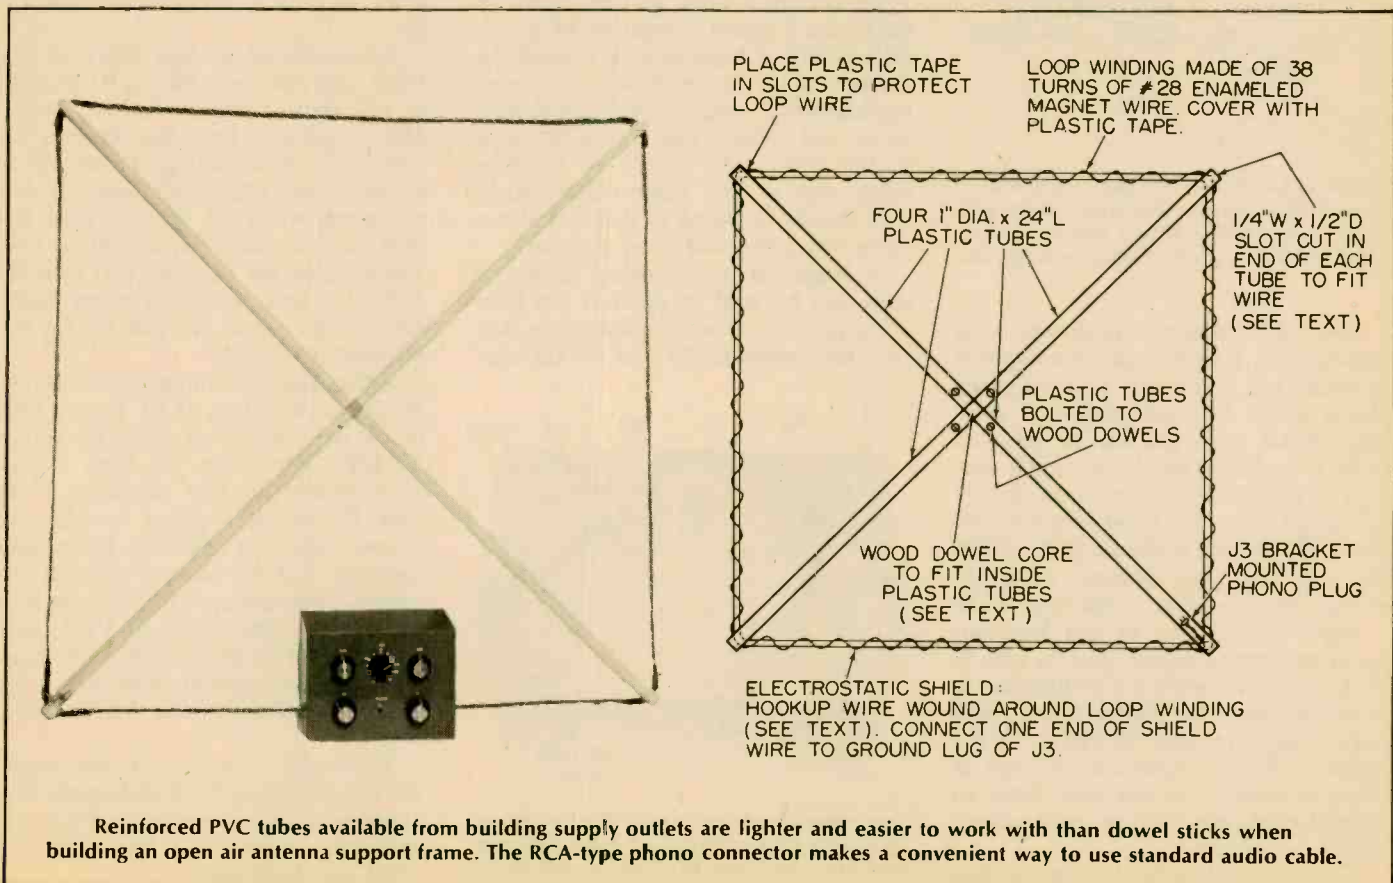 PLACE PLASTIC TAPE
IN SLOTS TO PROTECT
LOOP WIRE
LOOP WINDING MADE OF 38
TURNS OF #28 ENAMELED
MAGNET WIRE. COVER WITH
PLASTIC TAPE.
FOUR 1" DIA. x 24"L
PLASTIC TUBES
1/4"W x 1/2"D
SLOT CUT IN
END OF EACH
TUBE TO FIT
WIRE
(SEE TEXT)
PLASTIC TUBES
BOLTED TO
WOOD DOWELS
WOOD DOWEL CORE
TO FIT INSIDE
PLASTIC TUBES
(SEE TEXT)
J3 BRACKET
MOUNTED
PHONO PLUG
ELECTROSTATIC SHIELD:
HOOKUP WIRE WOUND AROUND LOOP WINDING
(SEE TEXT). CONNECT ONE END OF SHIELD
WIRE TO GROUND LUG OF J3.
Reinforced PVC tubes available from building supply outlets are lighter and easier to work with than dowel sticks when
building an open air antenna support frame. The RCA-type phono connector makes a convenient way to use standard audio cable.